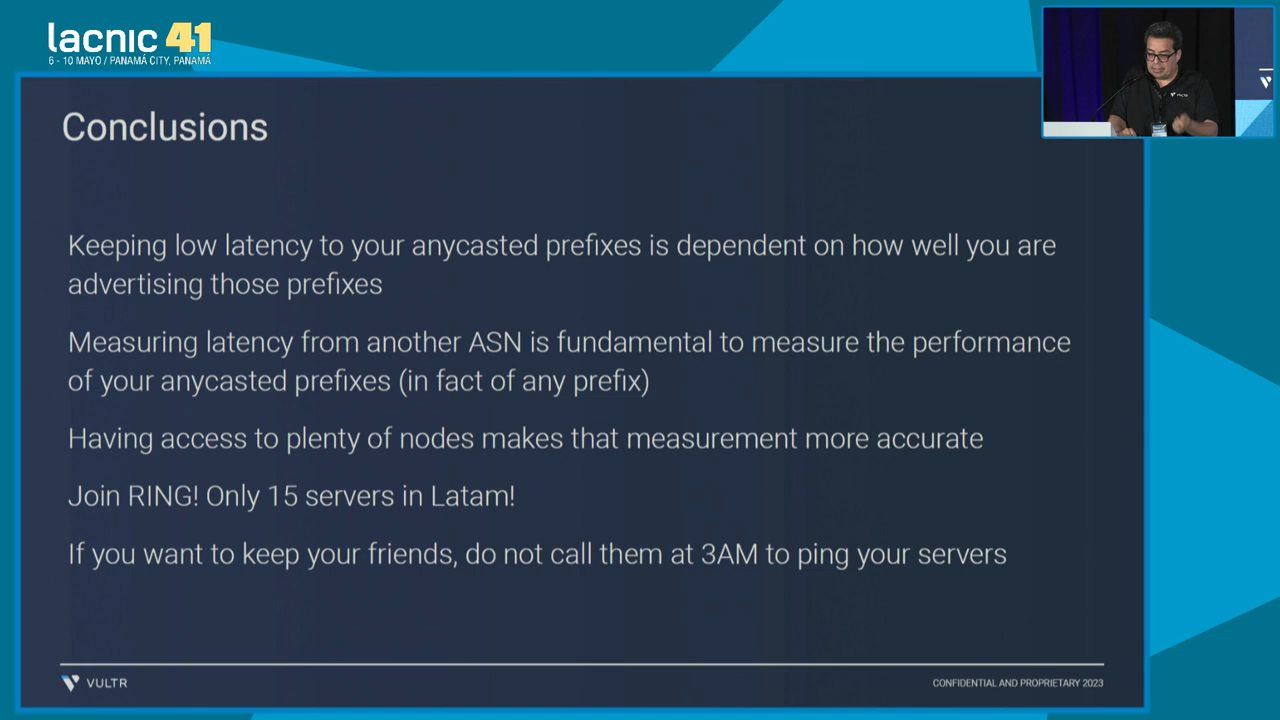 lacnic 41
6 - 10 MAYO / PANAMÁ CITY, PANAMÁ
Conclusions
Keeping low latency to your anycasted prefixes is dependent on how well you are
advertising those prefixes
Measuring latency from another ASN is fundamental to measure the performance
of your anycasted prefixes (in fact of any prefix)
Having access to plenty of nodes makes that measurement more accurate
Join RING! Only 15 servers in Latam!
If you want to keep your friends, do not call them at 3AM to ping your servers
VULTR
CONFIDENTIAL AND PROPRIETARY 2023